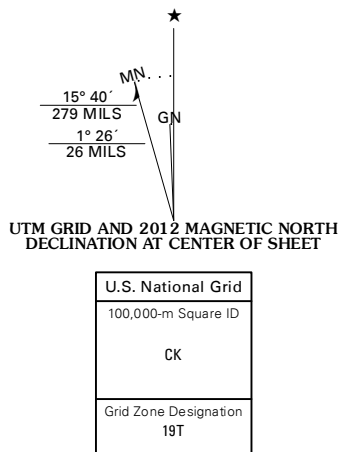 ★
MN
GN
15° 40´
279 MILS
1° 26´
26 MILS
UTM GRID AND 2012 MAGNETIC NORTH
DECLINATION AT CENTER OF SHEET
U.S. National Grid
100,000-m Square ID
CK
Grid Zone Designation
19T